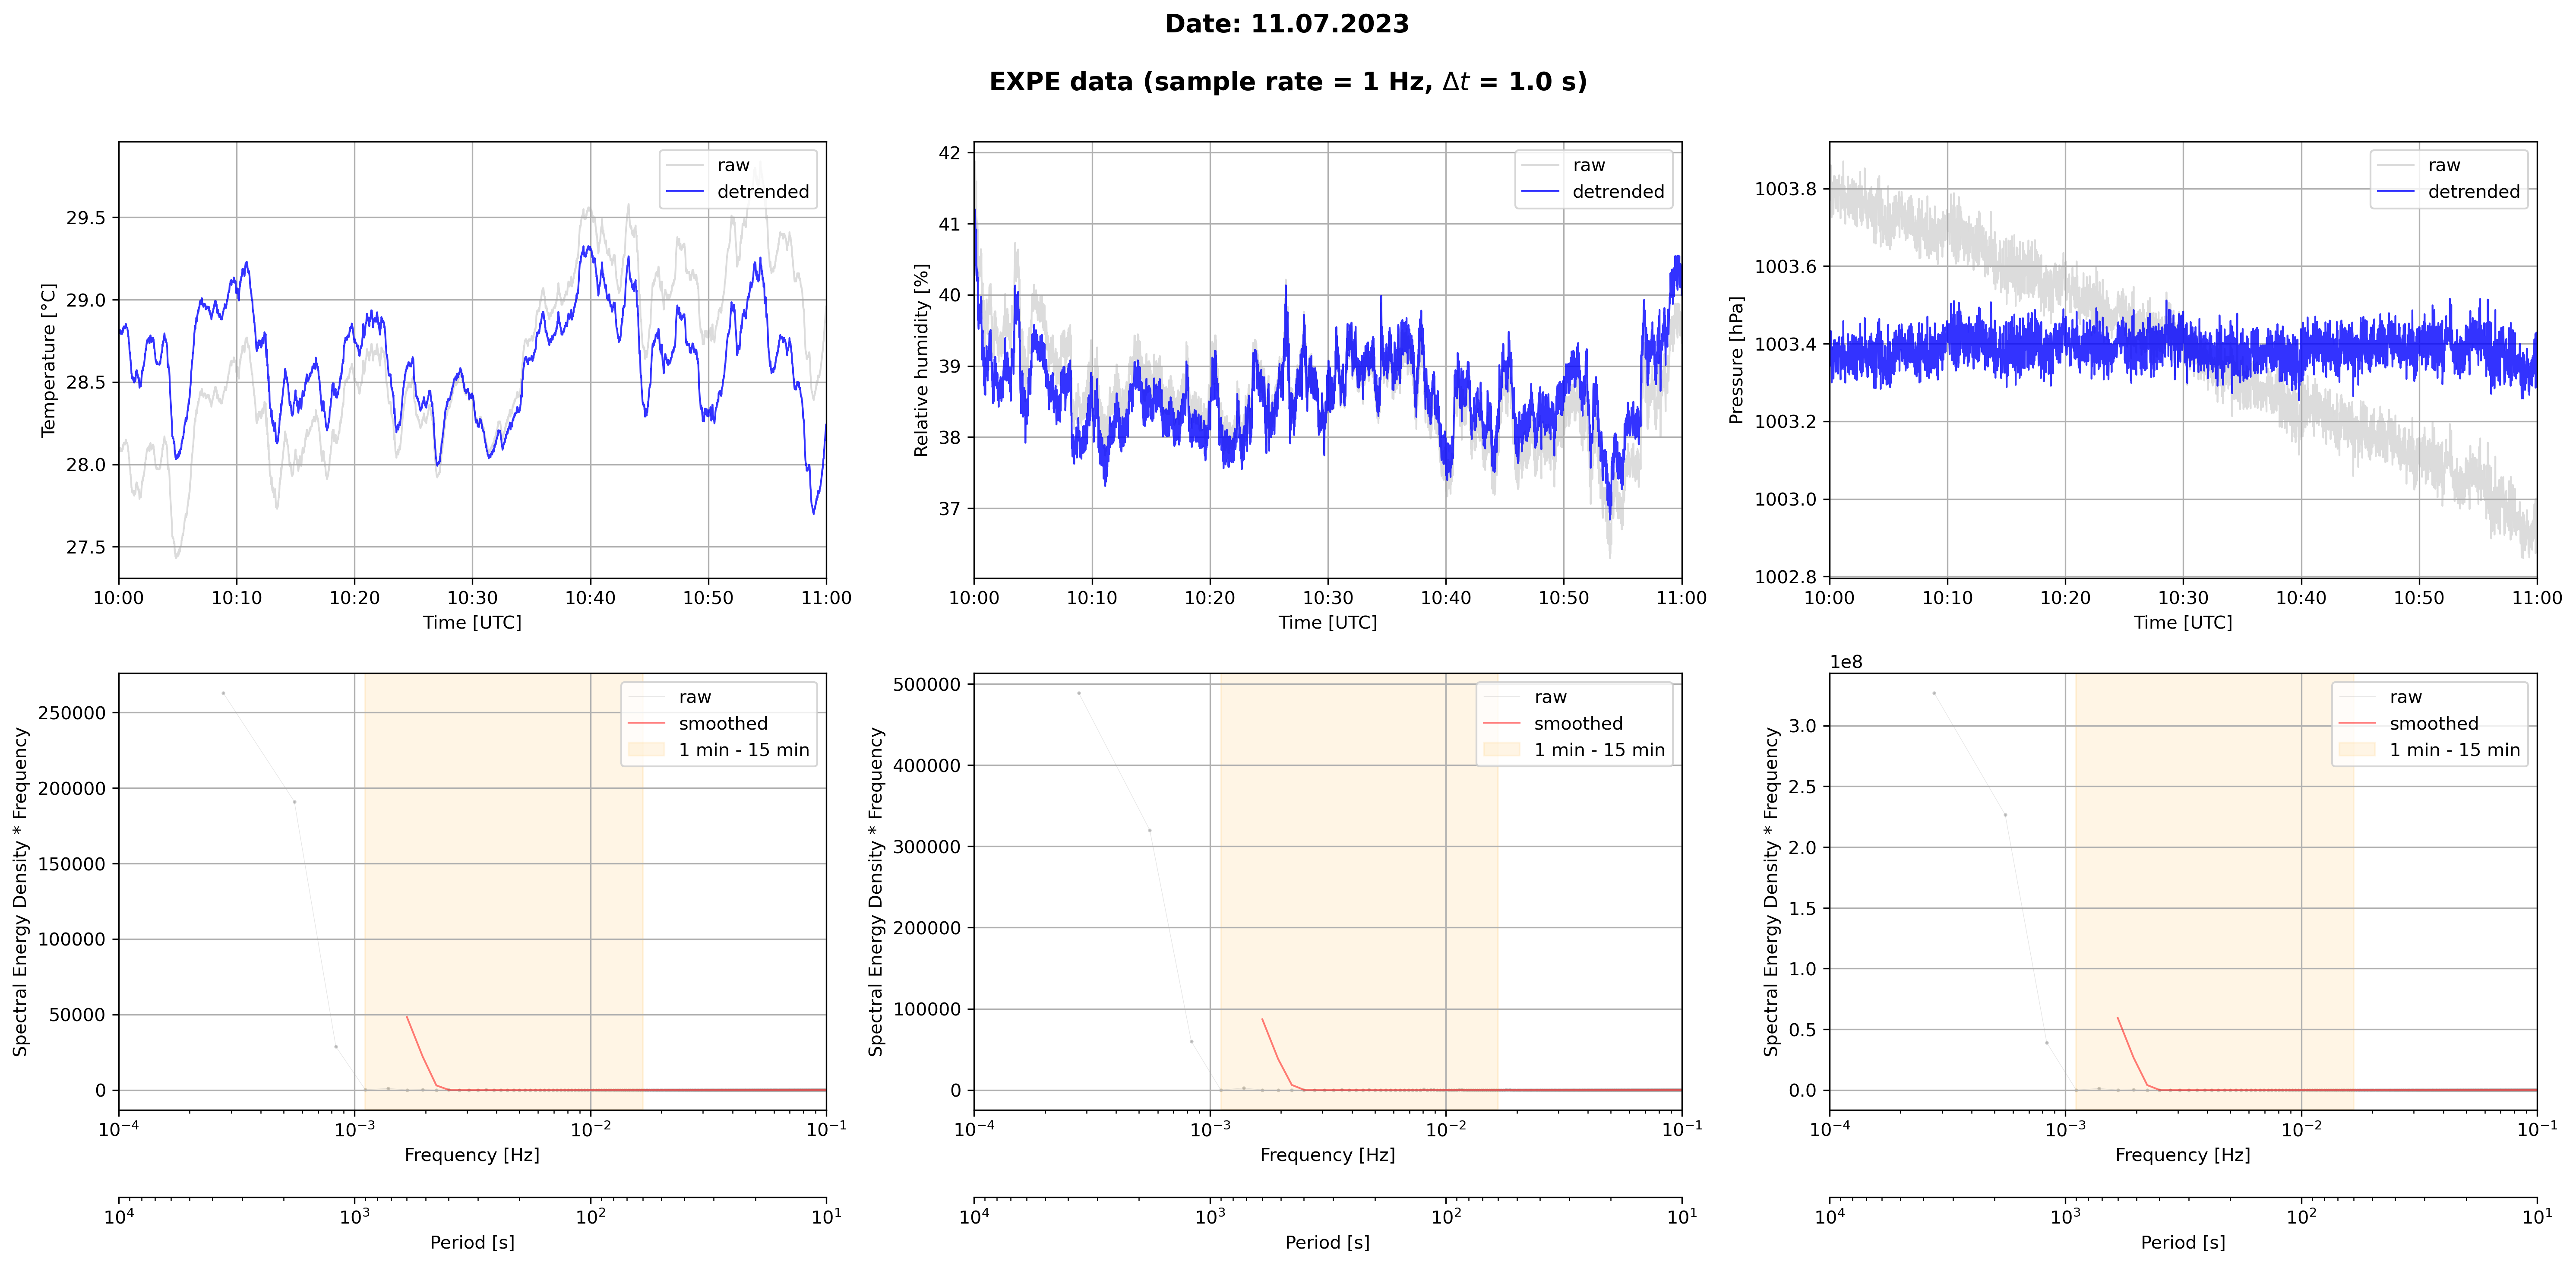 Date: 11.07.2023
EXPE data (sample rate = 1 Hz, Δt = 1.0 s)
Temperature [°C]
29.5
29.0
28.5
28.0
27.5
raw
detrended
10:00 10:10 10:20 10:30 10:40 10:50 11:00
Time [UTC]
Relative humidity [%]
42
41
40
39
38
37
raw
detrended
10:00 10:10 10:20 10:30 10:40 10:50 11:00
Time [UTC]
Pressure [hPa]
1003.8
1003.6
1003.4
1003.2
1003.0
1002.8
raw
detrended
10:00 10:10 10:20 10:30 10:40 10:50 11:00
Time [UTC]
Spectral Energy Density * Frequency
250000
200000
150000
100000
50000
0
raw
smoothed
1 min - 15 min
10⁻⁴ 10⁻³ 10⁻² 10⁻¹
Frequency [Hz]
10⁴ 10³ 10² 10¹
Period [s]
Spectral Energy Density * Frequency
500000
400000
300000
200000
100000
0
raw
smoothed
1 min - 15 min
10⁻⁴ 10⁻³ 10⁻² 10⁻¹
Frequency [Hz]
10⁴ 10³ 10² 10¹
Period [s]
1e8
Spectral Energy Density * Frequency
3.0
2.5
2.0
1.5
1.0
0.5
0.0
raw
smoothed
1 min - 15 min
10⁻⁴ 10⁻³ 10⁻² 10⁻¹
Frequency [Hz]
10⁴ 10³ 10² 10¹
Period [s]